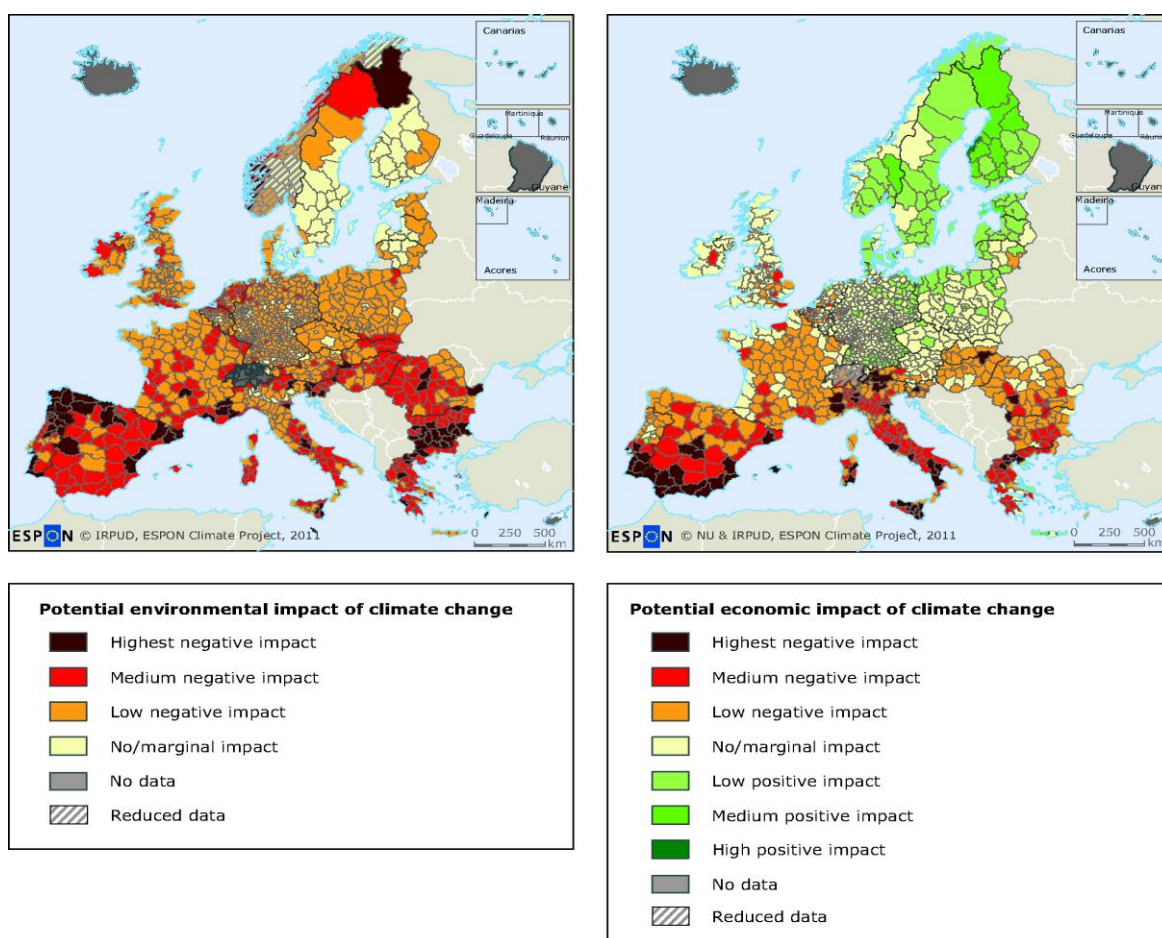 Canarias
Martinique
Guadeloupe
Réunion
Guyane
Madeira
Acores
ESPON © IRPUD, ESPON Climate Project, 2011
0 250 500
km
Canarias
Martinique
Guadeloupe
Réunion
Guyane
Madeira
Acores
ESPON © NU & IRPUD, ESPON Climate Project, 2011
0 250 500
km
Potential environmental impact of climate change
Highest negative impact
Medium negative impact
Low negative impact
No/marginal impact
No data
Reduced data
Potential economic impact of climate change
Highest negative impact
Medium negative impact
Low negative impact
No/marginal impact
Low positive impact
Medium positive impact
High positive impact
No data
Reduced data